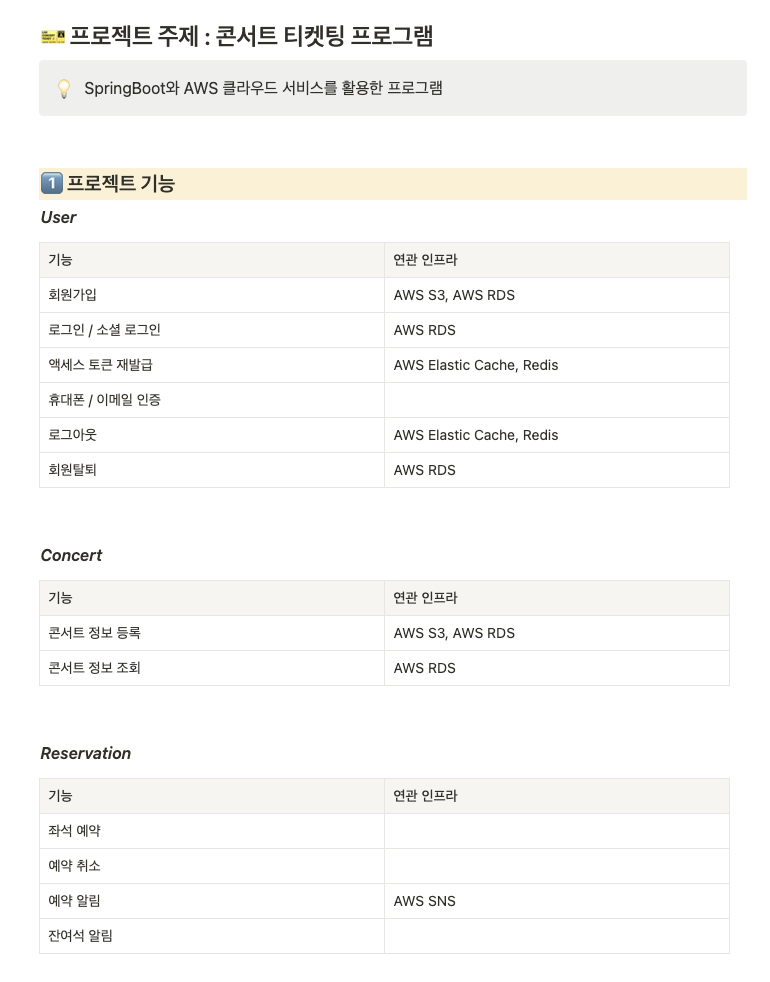 프로젝트 주제 : 콘서트 티켓팅 프로그램
SpringBoot와 AWS 클라우드 서비스를 활용한 프로그램
1 프로젝트 기능
User
기능 연관 인프라
회원가입 AWS S3, AWS RDS
로그인 / 소셜 로그인 AWS RDS
액세스 토큰 재발급 AWS Elastic Cache, Redis
휴대폰 / 이메일 인증
로그아웃 AWS Elastic Cache, Redis
회원탈퇴 AWS RDS
Concert
기능 연관 인프라
콘서트 정보 등록 AWS S3, AWS RDS
콘서트 정보 조회 AWS RDS
Reservation
기능 연관 인프라
좌석 예약
예약 취소
예약 알림 AWS SNS
잔여석 알림